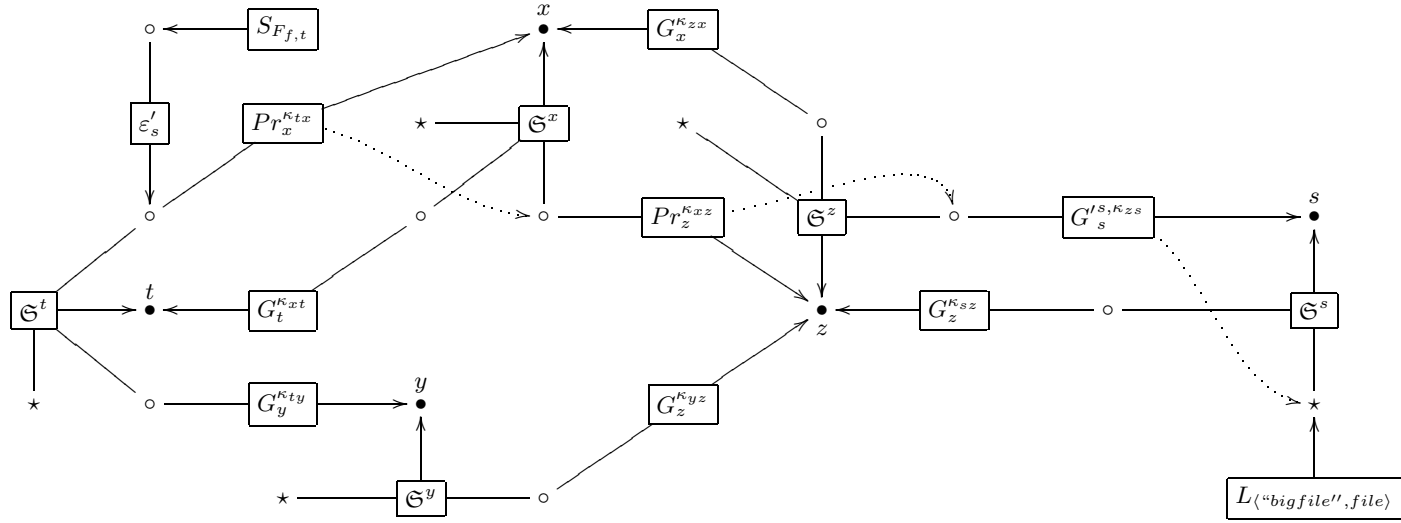 x
S_{F_{f,t}} G_x^{κ_{zx}}
ε′_s Pr_x^{κ_{tx}} ⋆ 𝔖^x ⋆
s
Pr_z^{κ_{xz}} 𝔖^z G′_s^{s,κ_{zs}}
t
𝔖^t G_t^{κ_{xt}} G_z^{κ_{sz}} 𝔖^s
z
y
⋆ G_y^{κ_{ty}} G_z^{κ_{yz}} ⋆
⋆ 𝔖^y L_{⟨“bigfile″,file⟩}